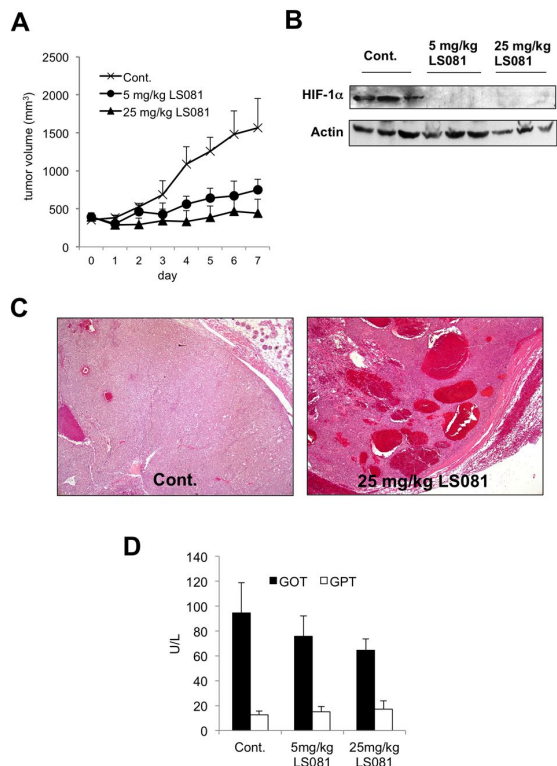 A
Cont.
5 mg/kg LS081
25 mg/kg LS081
tumor volume (mm³)
2500
2000
1500
1000
500
0
0 1 2 3 4 5 6 7
day
B
Cont.
5 mg/kg
LS081
25 mg/kg
LS081
HIF-1α
Actin
C
Cont.
25 mg/kg LS081
D
GOT GPT
U/L
140
120
100
80
60
40
20
0
Cont.
5mg/kg
LS081
25mg/kg
LS081